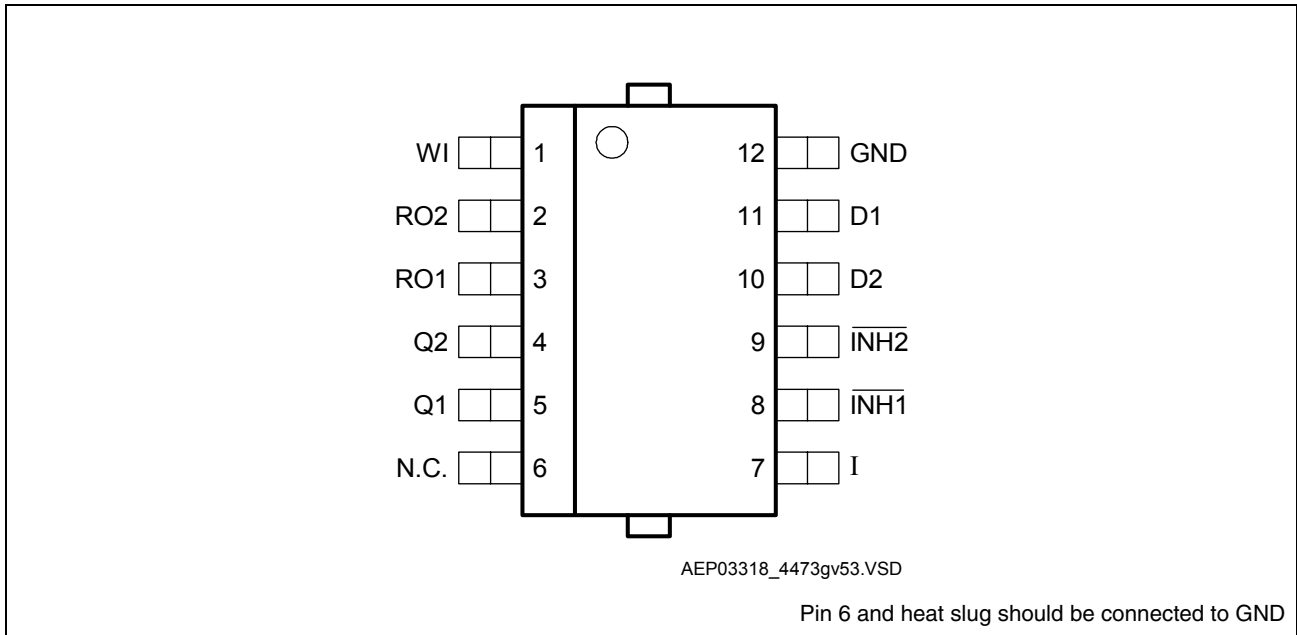 WI 1 12 GND
RO2 2 11 D1
RO1 3 10 D2
Q2 4 9 INH2
Q1 5 8 INH1
N.C. 6 7 I
AEP03318_4473gv53.VSD
Pin 6 and heat slug should be connected to GND